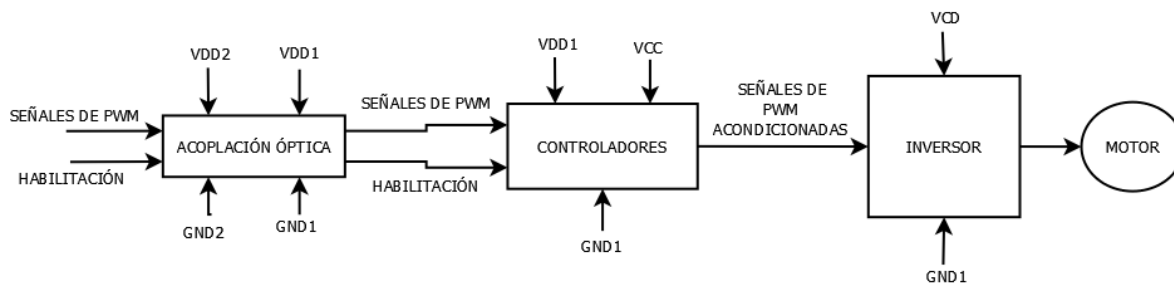 VDD2
VDD1
SEÑALES DE PWM
HABILITACIÓN
ACOPLACIÓN ÓPTICA
GND2
GND1
SEÑALES DE PWM
HABILITACIÓN
VDD1
VCC
CONTROLADORES
GND1
SEÑALES DE
PWM
ACONDICIONADAS
VCD
INVERSOR
GND1
MOTOR